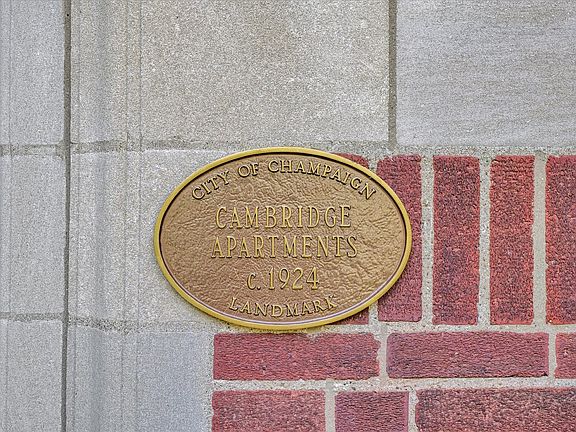 CITY OF CHAMPAIGN
CAMBRIDGE
APARTMENTS
c. 1924
LANDMARK